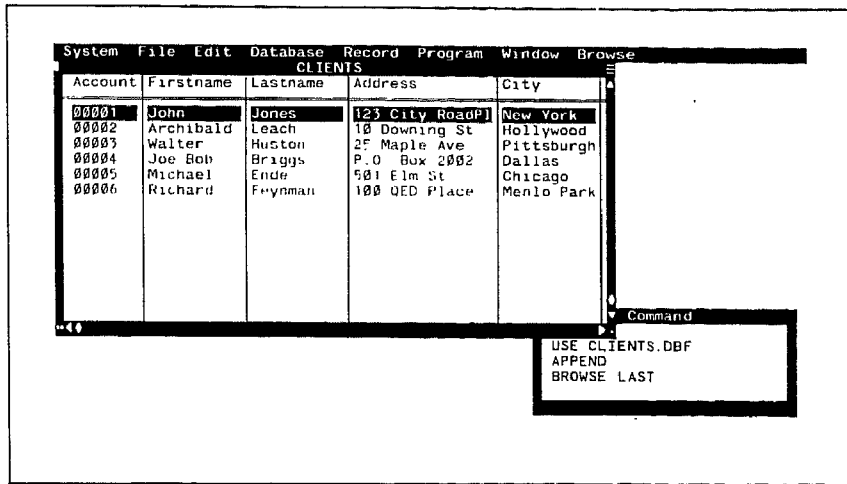 System File Edit Database Record Program Window Browse
CLIENTS
Account Firstname Lastname Address City
00001 John Jones 123 City RoadPl New York
00002 Archibald Leach 10 Downing St Hollywood
00003 Walter Huston 25 Maple Ave Pittsburgh
00004 Joe Bob Briggs P.O. Box 2002 Dallas
00005 Michael Ende 501 Elm St Chicago
00006 Richard Feynman 100 QED Place Menlo Park
Command
USE CLIENTS.DBF
APPEND
BROWSE LAST